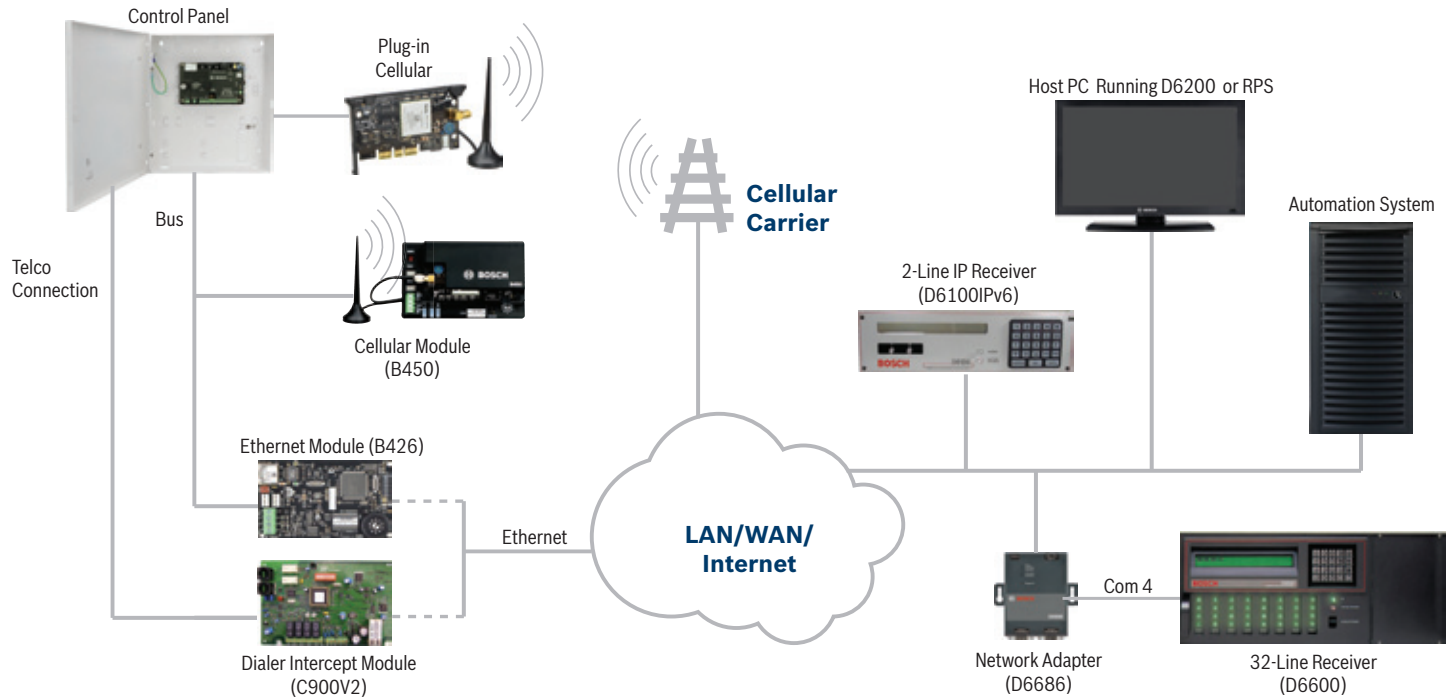 Control Panel
Plug-in
Cellular
Host PC Running D6200 or RPS
Cellular
Carrier
Automation System
Bus
Telco
Connection
2-Line IP Receiver
(D6100IPv6)
BOSCH
BOSCH
Cellular Module
(B450)
Ethernet Module (B426)
Ethernet
LAN/WAN/
Internet
Com 4
BOSCH
Dialer Intercept Module
(C900V2)
Network Adapter
(D6686)
32-Line Receiver
(D6600)